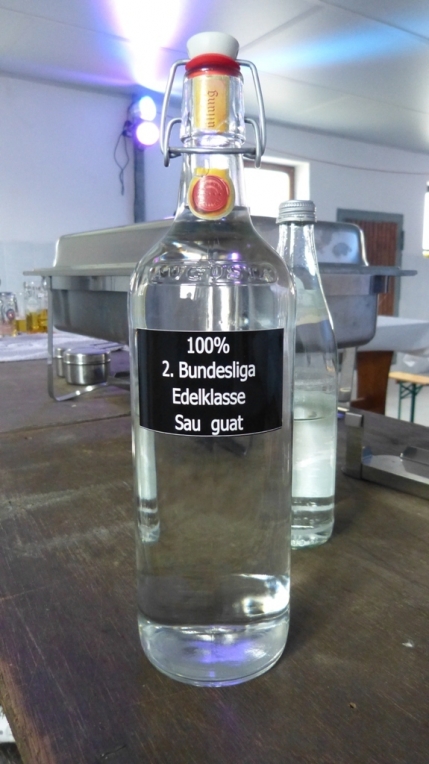 100%
2. Bundesliga
Edelklasse
Sau guat